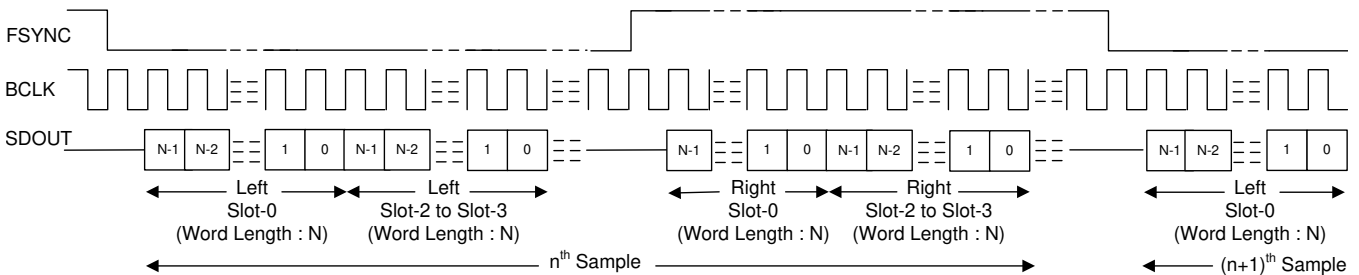 FSYNC
BCLK
SDOUT
N-1 N-2 1 0 N-1 N-2 1 0 N-1 1 0 N-1 N-2 1 0 N-1 N-2 1 0
Left Left Right Right Left
Slot-0 Slot-2 to Slot-3 Slot-0 Slot-2 to Slot-3 Slot-0
(Word Length : N) (Word Length : N) (Word Length : N) (Word Length : N) (Word Length : N)
nth Sample (n+1)th Sample